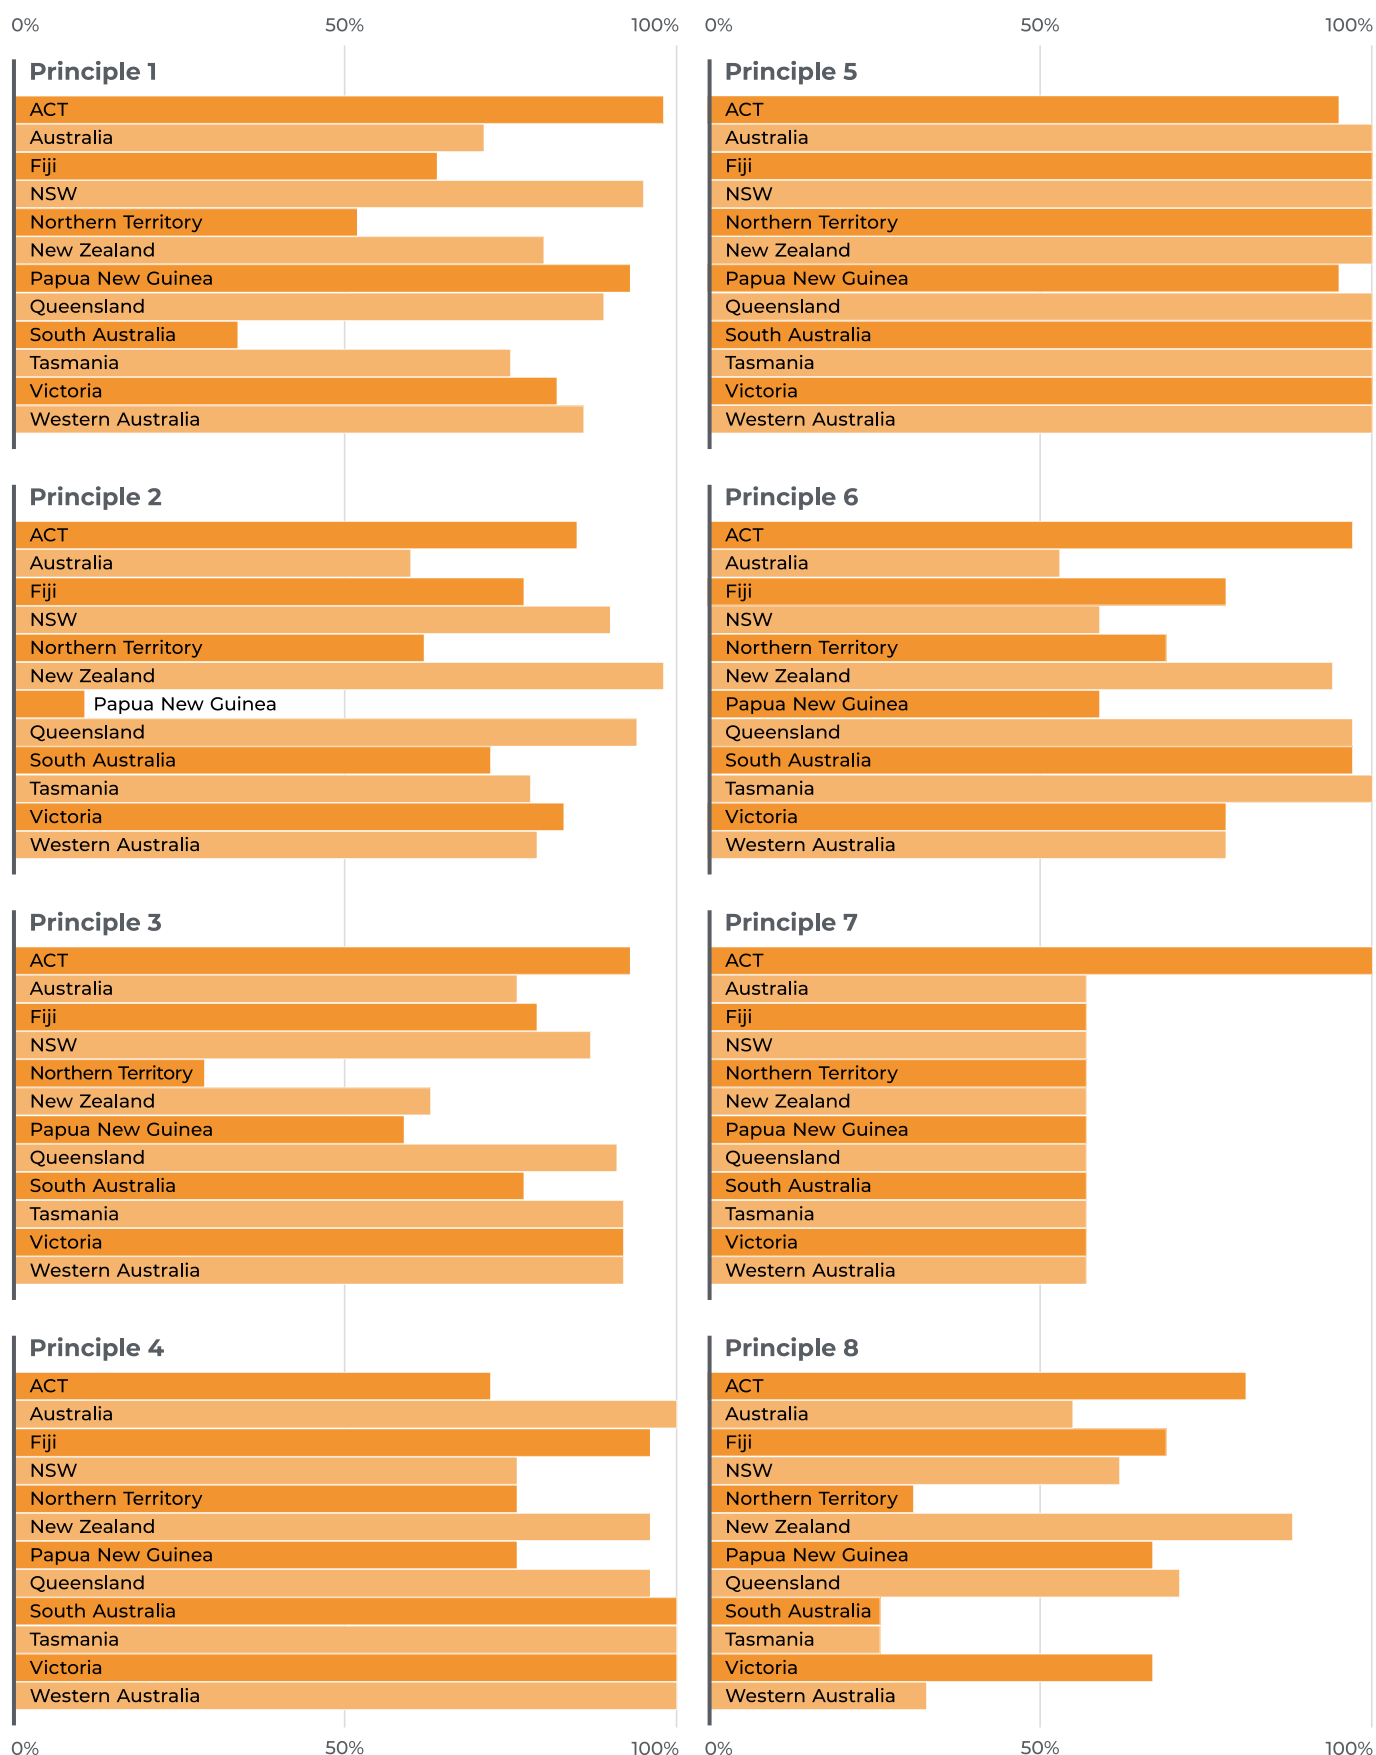 0% 50% 100%
Principle 1
ACT
Australia
Fiji
NSW
Northern Territory
New Zealand
Papua New Guinea
Queensland
South Australia
Tasmania
Victoria
Western Australia
Principle 2
ACT
Australia
Fiji
NSW
Northern Territory
New Zealand
Papua New Guinea
Queensland
South Australia
Tasmania
Victoria
Western Australia
Principle 3
ACT
Australia
Fiji
NSW
Northern Territory
New Zealand
Papua New Guinea
Queensland
South Australia
Tasmania
Victoria
Western Australia
Principle 4
ACT
Australia
Fiji
NSW
Northern Territory
New Zealand
Papua New Guinea
Queensland
South Australia
Tasmania
Victoria
Western Australia
0% 50% 100%
0% 50% 100%
Principle 5
ACT
Australia
Fiji
NSW
Northern Territory
New Zealand
Papua New Guinea
Queensland
South Australia
Tasmania
Victoria
Western Australia
Principle 6
ACT
Australia
Fiji
NSW
Northern Territory
New Zealand
Papua New Guinea
Queensland
South Australia
Tasmania
Victoria
Western Australia
Principle 7
ACT
Australia
Fiji
NSW
Northern Territory
New Zealand
Papua New Guinea
Queensland
South Australia
Tasmania
Victoria
Western Australia
Principle 8
ACT
Australia
Fiji
NSW
Northern Territory
New Zealand
Papua New Guinea
Queensland
South Australia
Tasmania
Victoria
Western Australia
0% 50% 100%